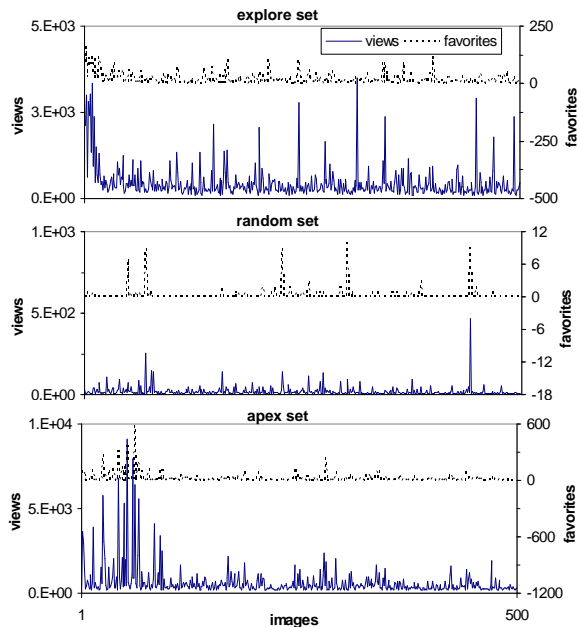 explore set
5.E+03
3.E+03
0.E+00
views
views favorites
250
0
-250
-500
favorites
random set
1.E+03
5.E+02
0.E+00
views
12
6
0
-6
-12
-18
favorites
apex set
1.E+04
5.E+03
0.E+00
views
600
0
-600
-1200
favorites
1
500
images